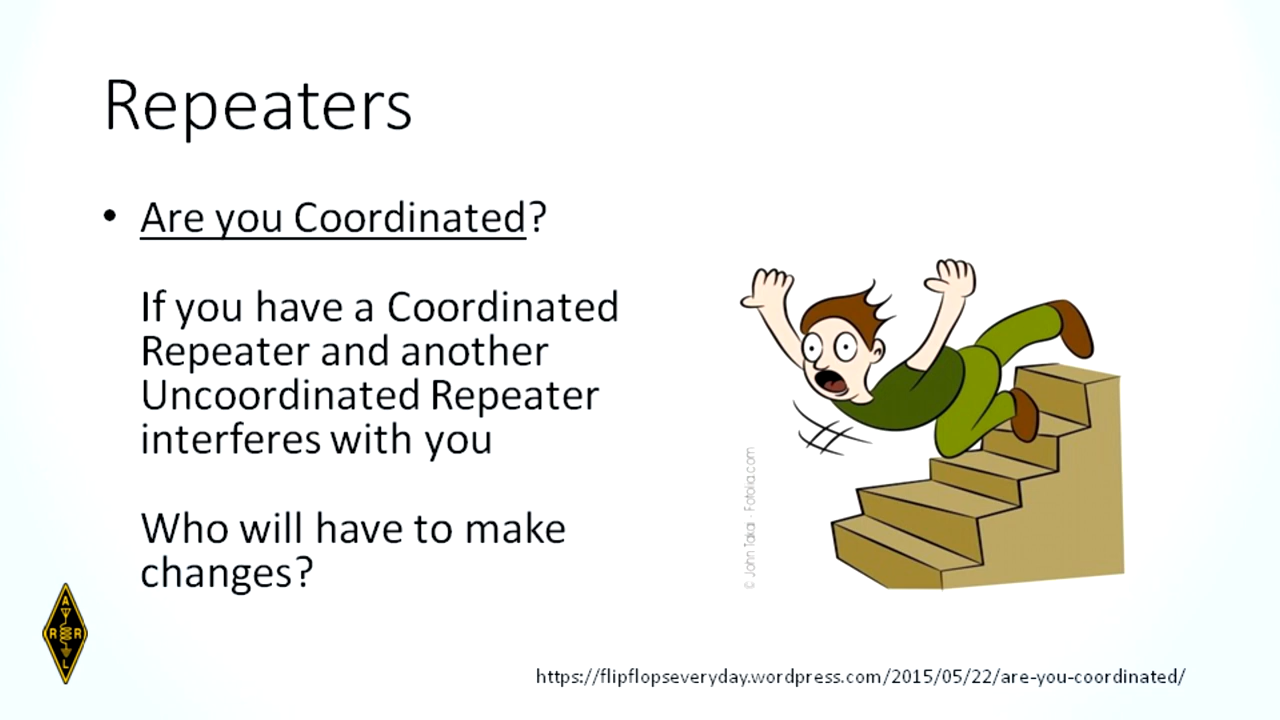 Repeaters
• Are you Coordinated?
If you have a Coordinated
Repeater and another
Uncoordinated Repeater
interferes with you
Who will have to make
changes?
© John Takai - Fotolia.com
A
R R
L
https://flipflopseveryday.wordpress.com/2015/05/22/are-you-coordinated/